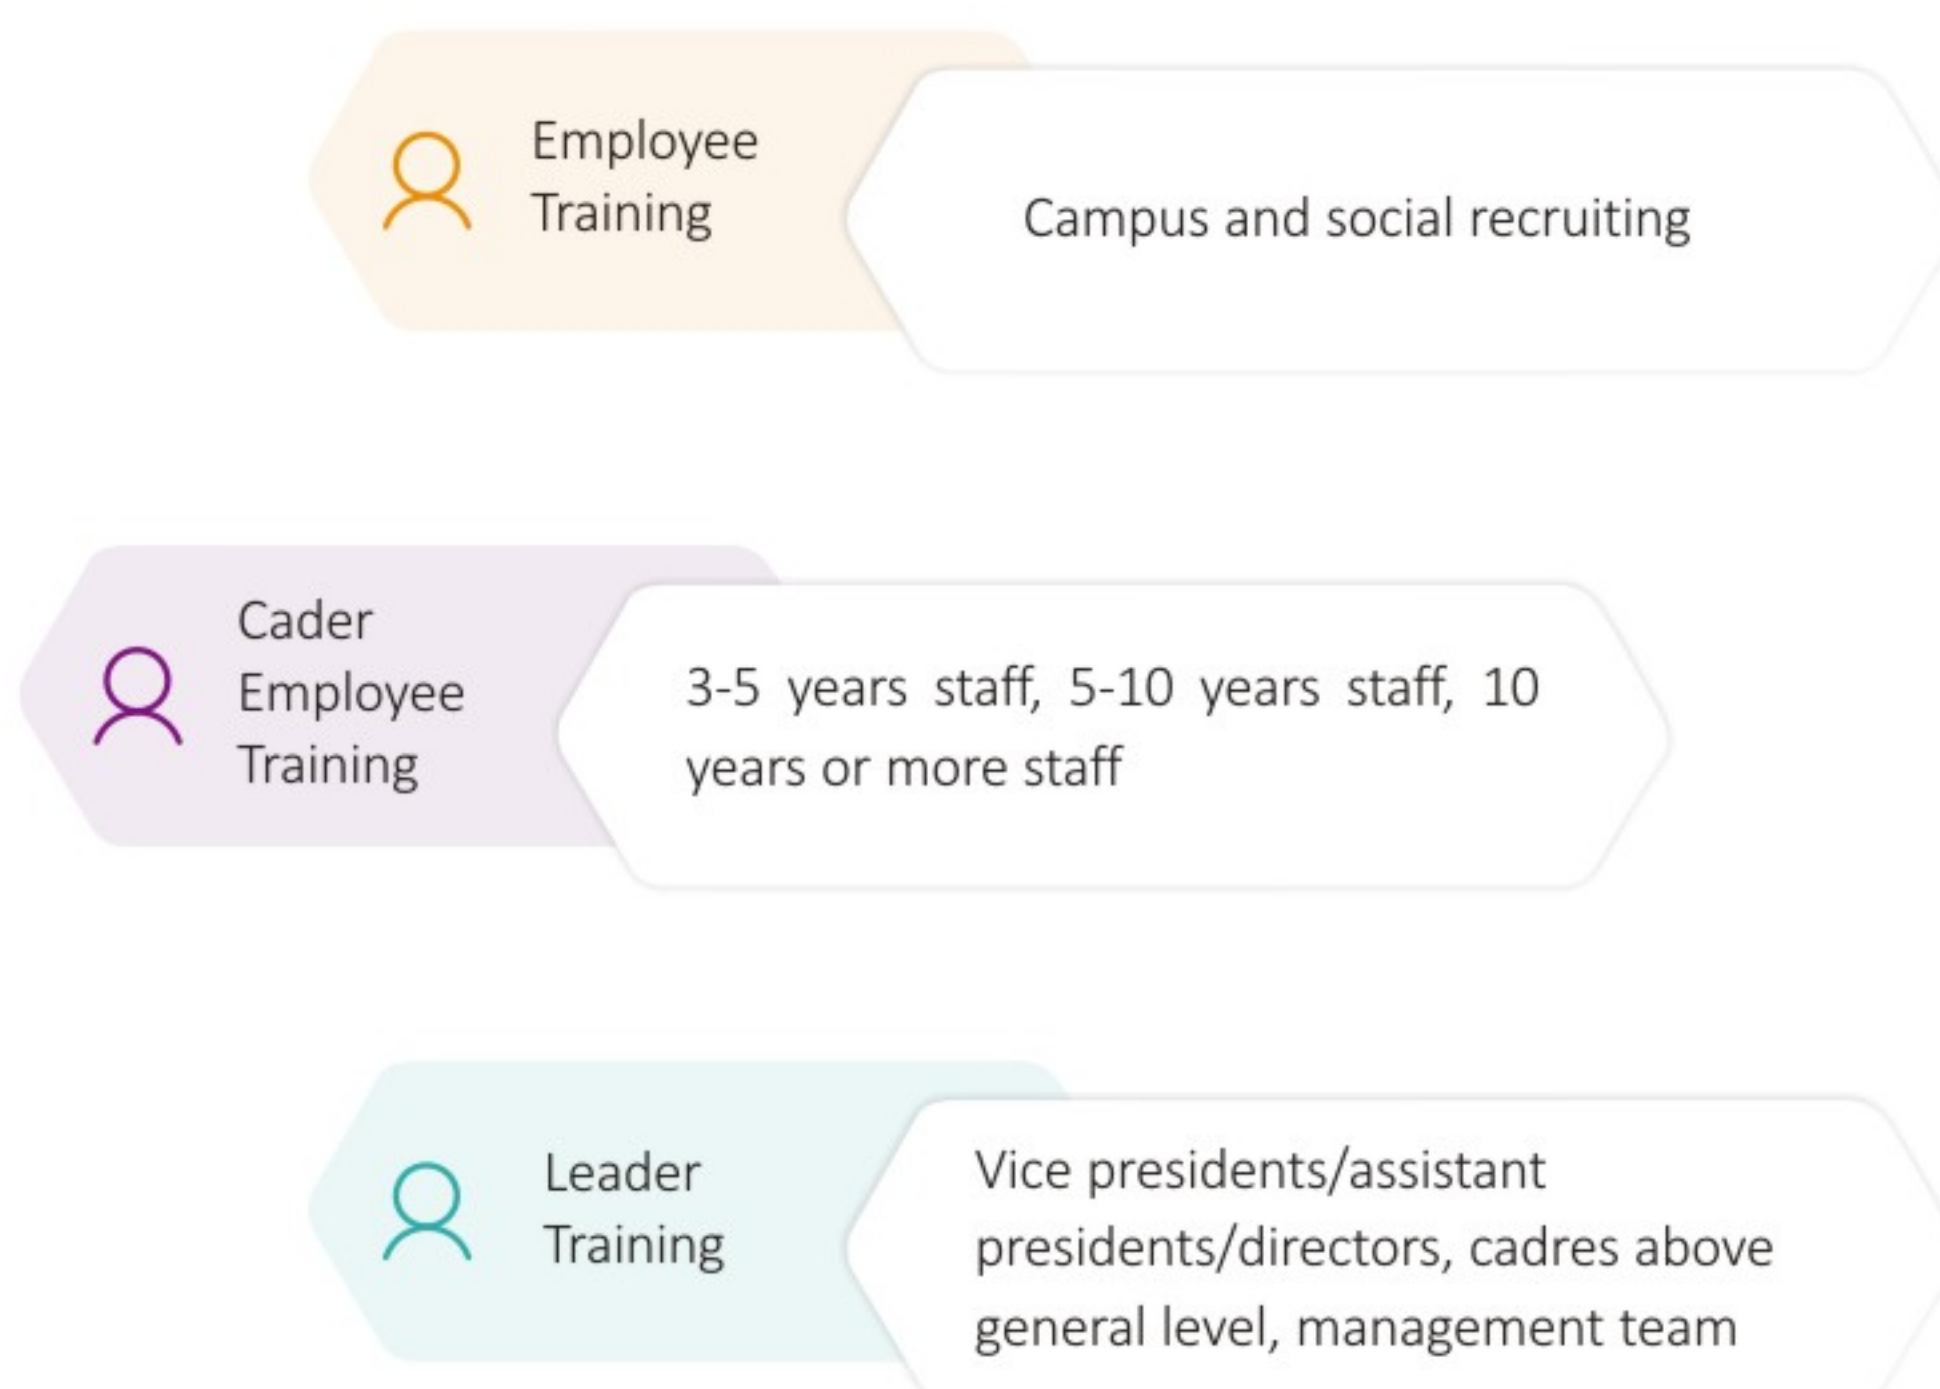 Employee
Training
Campus and social recruiting
Cader
Employee
Training
3-5 years staff, 5-10 years staff, 10
years or more staff
Leader
Training
Vice presidents/assistant
presidents/directors, cadres above
general level, management team